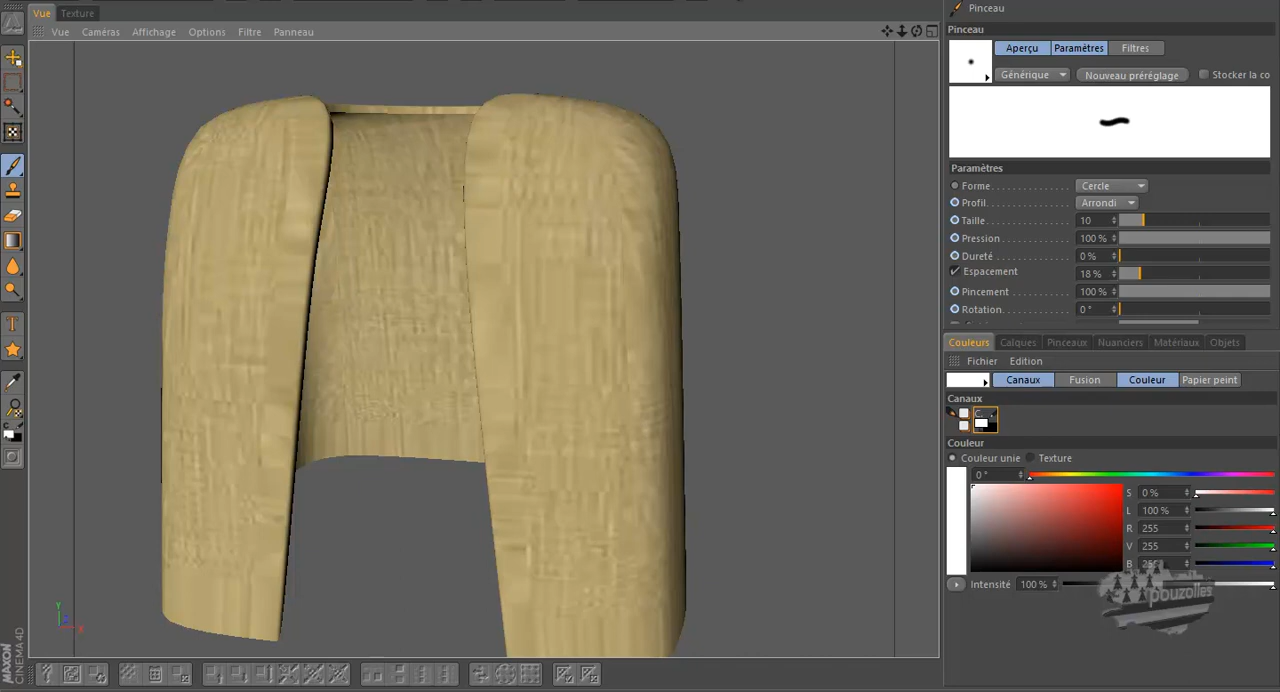 Vue Texture
Vue Caméras Affichage Options Filtre Panneau
Pinceau
Pinceau
Aperçu Paramètres Filtres
Générique Nouveau préréglage Stocker la co
Paramètres
Forme Cercle
Profil Arrondi
Taille 10
Pression 100 %
Dureté 0 %
Espacement 18 %
Pincement 100 %
Rotation 0 °
Couleurs Calques Pinceaux Nuanciers Matériaux Objets
Fichier Edition
Canaux Fusion Couleur Papier peint
Canaux
C.
Couleur
Couleur unie Texture
0 °
S 0 %
L 100 %
R 255
V 255
B 255
Intensité 100 %
pouzolles
Y
X
MAXON
CINEMA 4D